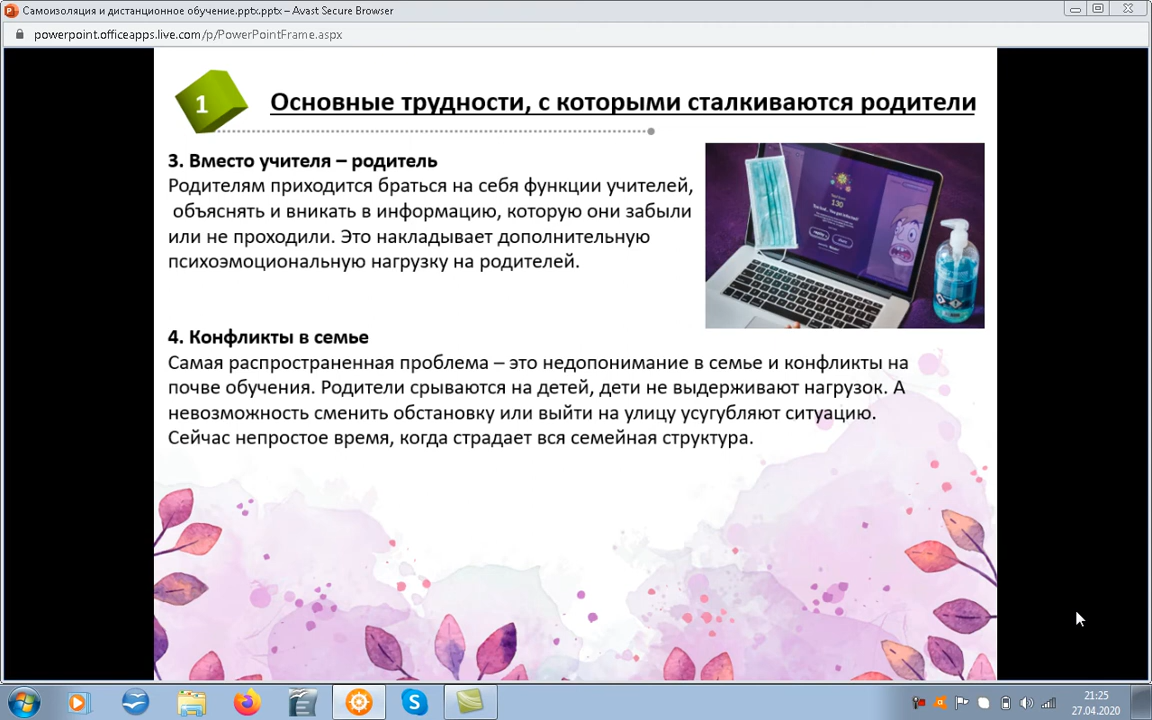 Самоизоляция и дистанционное обучение.pptx.pptx – Avast Secure Browser
powerpoint.officeapps.live.com/p/PowerPointFrame.aspx
1
Основные трудности, с которыми сталкиваются родители
3. Вместо учителя – родитель
Родителям приходится браться на себя функции учителей,
объяснять и вникать в информацию, которую они забыли
или не проходили. Это накладывает дополнительную
психоэмоциональную нагрузку на родителей.
130
4. Конфликты в семье
Самая распространенная проблема – это недопонимание в семье и конфликты на
почве обучения. Родители срываются на детей, дети не выдерживают нагрузок. А
невозможность сменить обстановку или выйти на улицу усугубляют ситуацию.
Сейчас непростое время, когда страдает вся семейная структура.
21:25
27.04.2020